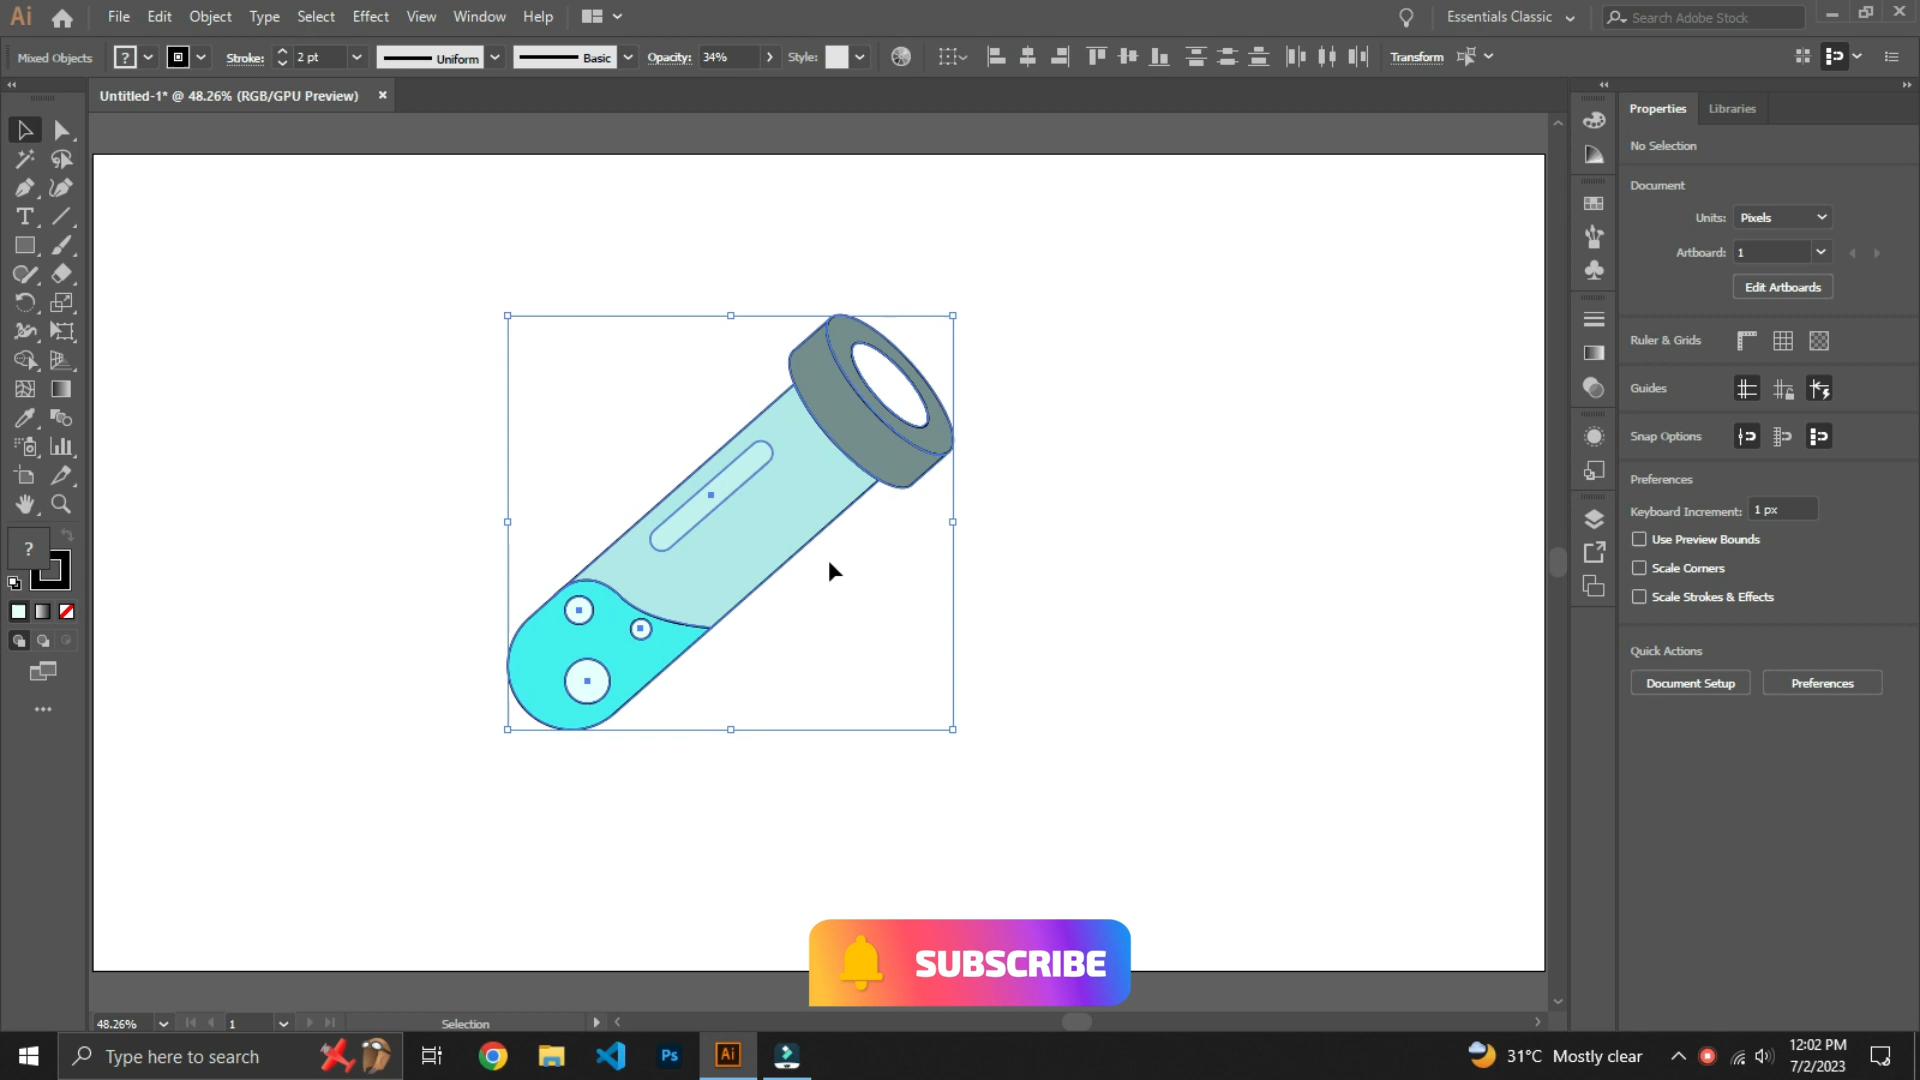 Ai File Edit Object Type Select Effect View Window Help Essentials Classic Search Adobe Stock
Mixed Objects ? Stroke: 2 pt Uniform Basic Opacity: 34% Style: Transform
Untitled-1* @ 48.26% (RGB/GPU Preview)
Properties Libraries
No Selection
Document
Units: Pixels
Artboard: 1
Edit Artboards
Ruler & Grids
Guides
Snap Options
Preferences
Keyboard Increment: 1 px
Use Preview Bounds
Scale Corners
Scale Strokes & Effects
Quick Actions
Document Setup Preferences
?
SUBSCRIBE
48.26% 1 Selection
Type here to search Ps Ai 31°C Mostly clear 12:02 PM
7/2/2023